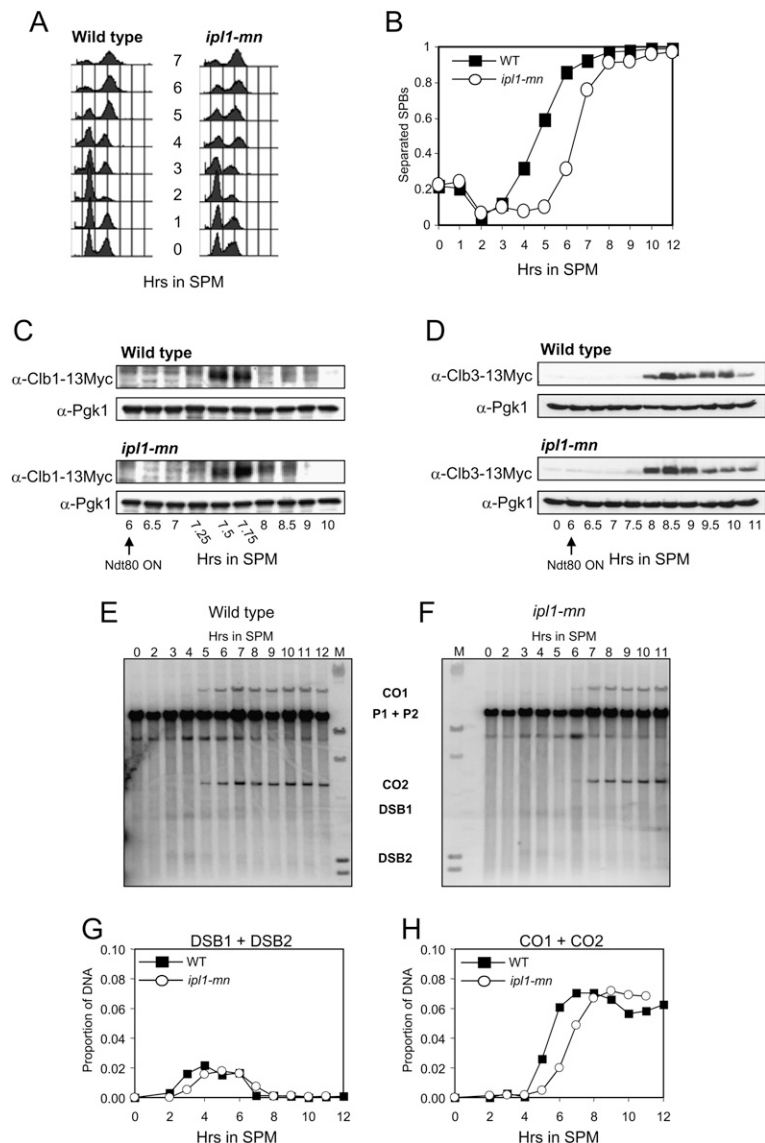 A
Wild type
ipl1-mn
7
6
5
4
3
2
1
0
Hrs in SPM
B
WT
ipl1-mn
Separated SPBs
1
0.8
0.6
0.4
0.2
0
0 1 2 3 4 5 6 7 8 9 10 12
Hrs in SPM
C
Wild type
α-Clb1-13Myc
α-Pgk1
ipl1-mn
α-Clb1-13Myc
α-Pgk1
6 6.5 7 7.25 7.5 7.75 8 8.5 9 10
Hrs in SPM
Ndt80 ON
D
Wild type
α-Clb3-13Myc
α-Pgk1
ipl1-mn
α-Clb3-13Myc
α-Pgk1
0 6 6.5 7 7.5 8 8.5 9 9.5 10 11
Hrs in SPM
Ndt80 ON
E
Wild type
Hrs in SPM
0 2 3 4 5 6 7 8 9 10 11 12 M
CO1
P1 + P2
CO2
DSB1
DSB2
F
ipl1-mn
Hrs in SPM
M 0 2 3 4 5 6 7 8 9 10 11
G
DSB1 + DSB2
WT
ipl1-mn
Proportion of DNA
0.10
0.08
0.06
0.04
0.02
0.00
0 2 4 6 8 10 12
Hrs in SPM
H
CO1 + CO2
WT
ipl1-mn
Proportion of DNA
0.10
0.08
0.06
0.04
0.02
0.00
0 2 4 6 8 10 12
Hrs in SPM